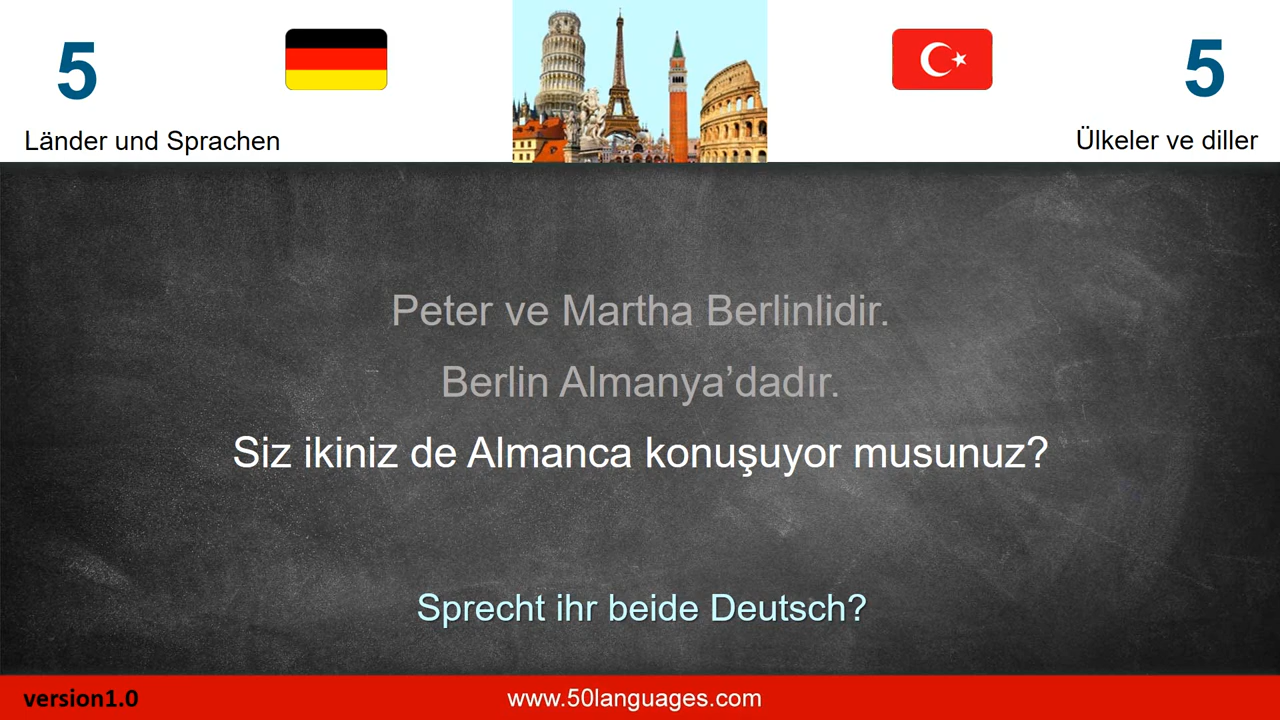 5
5
Länder und Sprachen
Ülkeler ve diller
Peter ve Martha Berlinlidir.
Berlin Almanya’dadır.
Siz ikiniz de Almanca konuşuyor musunuz?
Sprecht ihr beide Deutsch?
version1.0
www.50languages.com